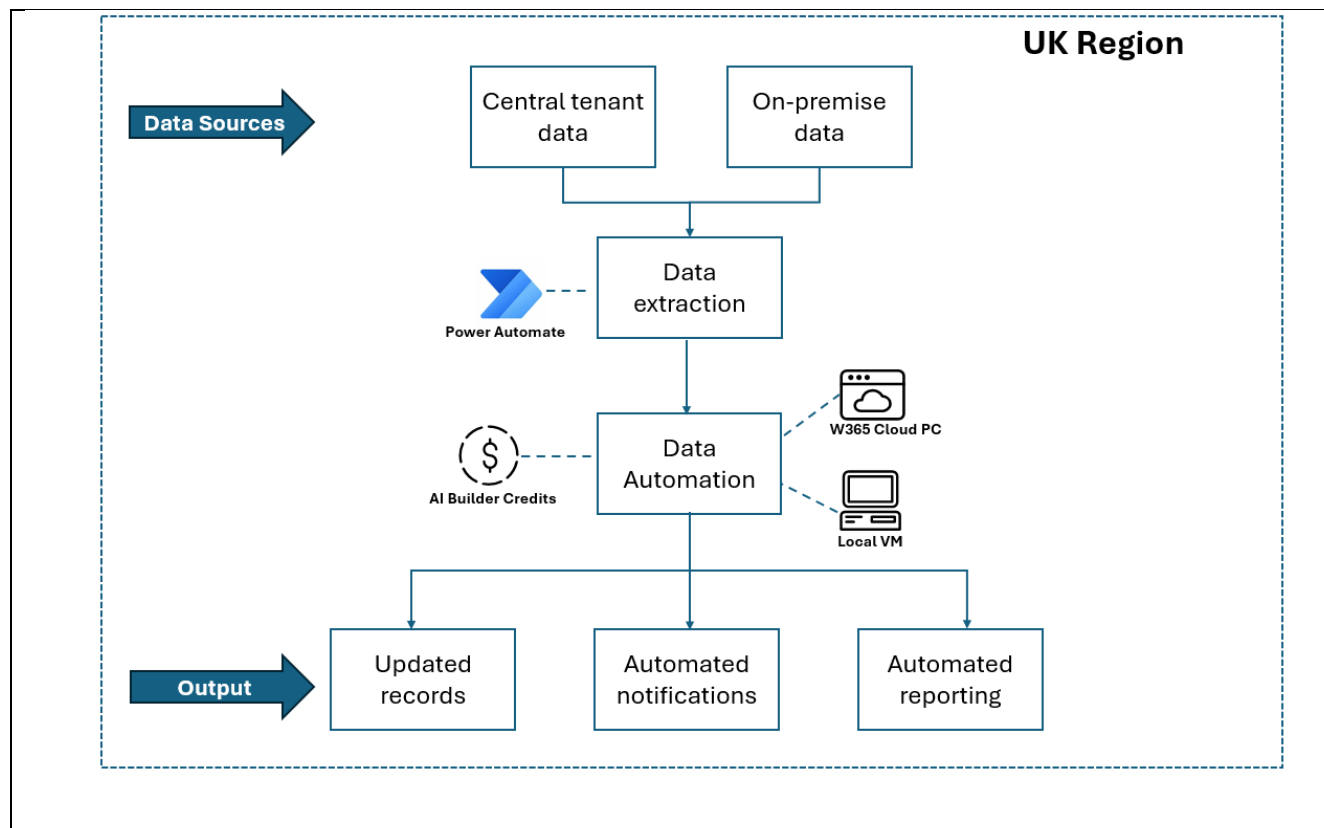 UK Region
Data Sources
Central tenant
data
On-premise
data
Data
extraction
Power Automate
Data
Automation
W365 Cloud PC
$
AI Builder Credits
Local VM
Output
Updated
records
Automated
notifications
Automated
reporting